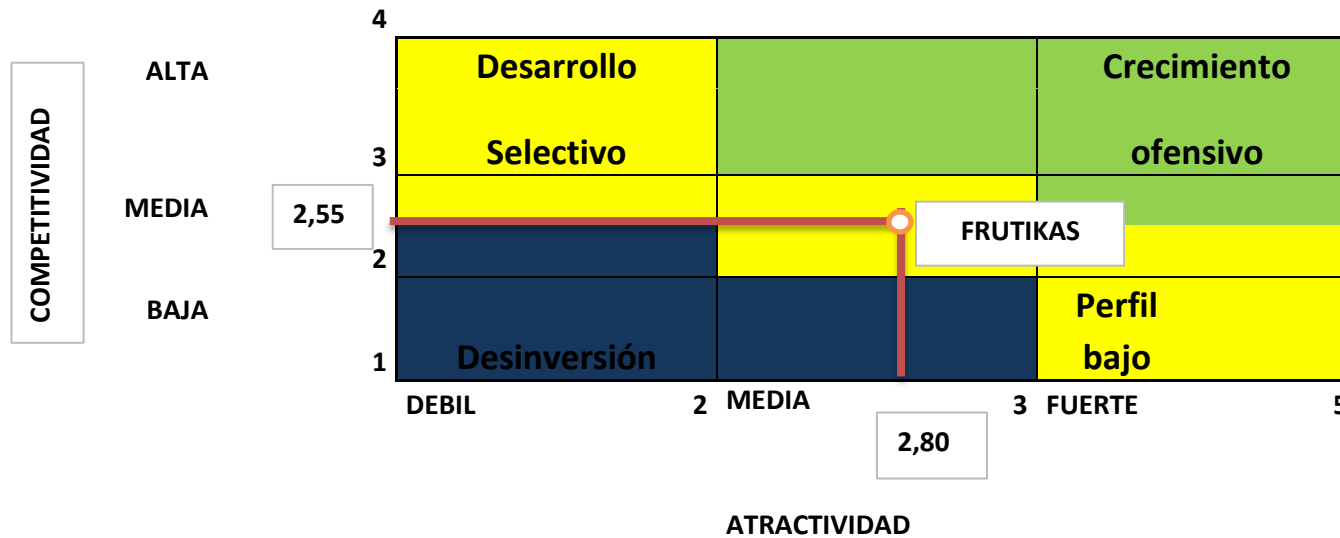 4
ALTA
Desarrollo
Crecimiento
COMPETITIVIDAD
3
Selectivo
ofensivo
MEDIA
2,55
FRUTIKAS
2
BAJA
Perfil
1
Desinversión
bajo
DEBIL 2 MEDIA 3 FUERTE 5
2,80
ATRACTIVIDAD